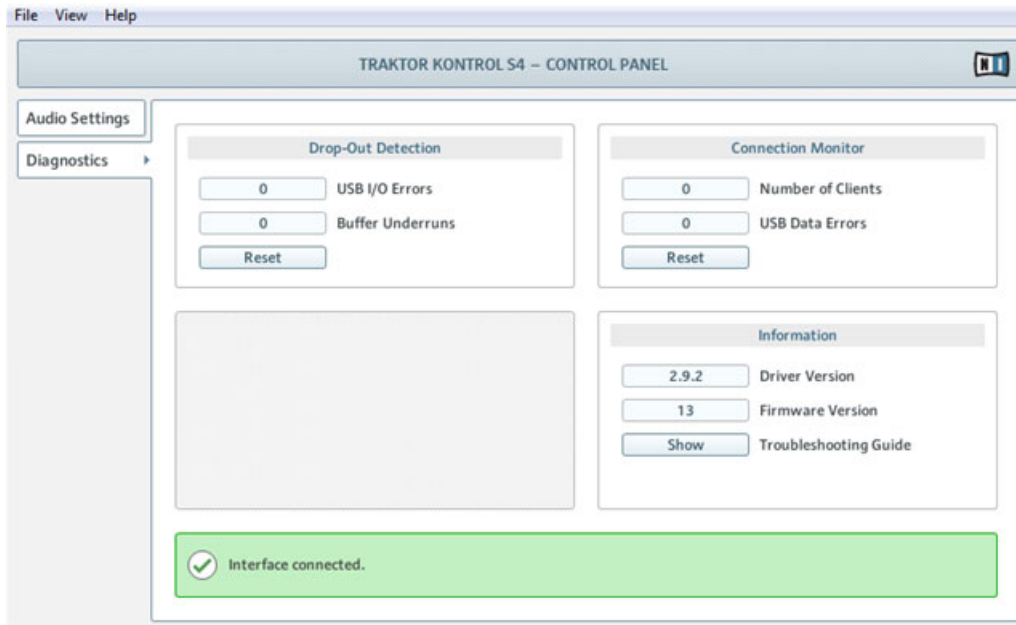 File View Help
TRAKTOR KONTROL S4 – CONTROL PANEL
NI
Audio Settings
Diagnostics
Drop-Out Detection
0 USB I/O Errors
0 Buffer Underruns
Reset
Connection Monitor
0 Number of Clients
0 USB Data Errors
Reset
Information
2.9.2 Driver Version
13 Firmware Version
Show Troubleshooting Guide
Interface connected.